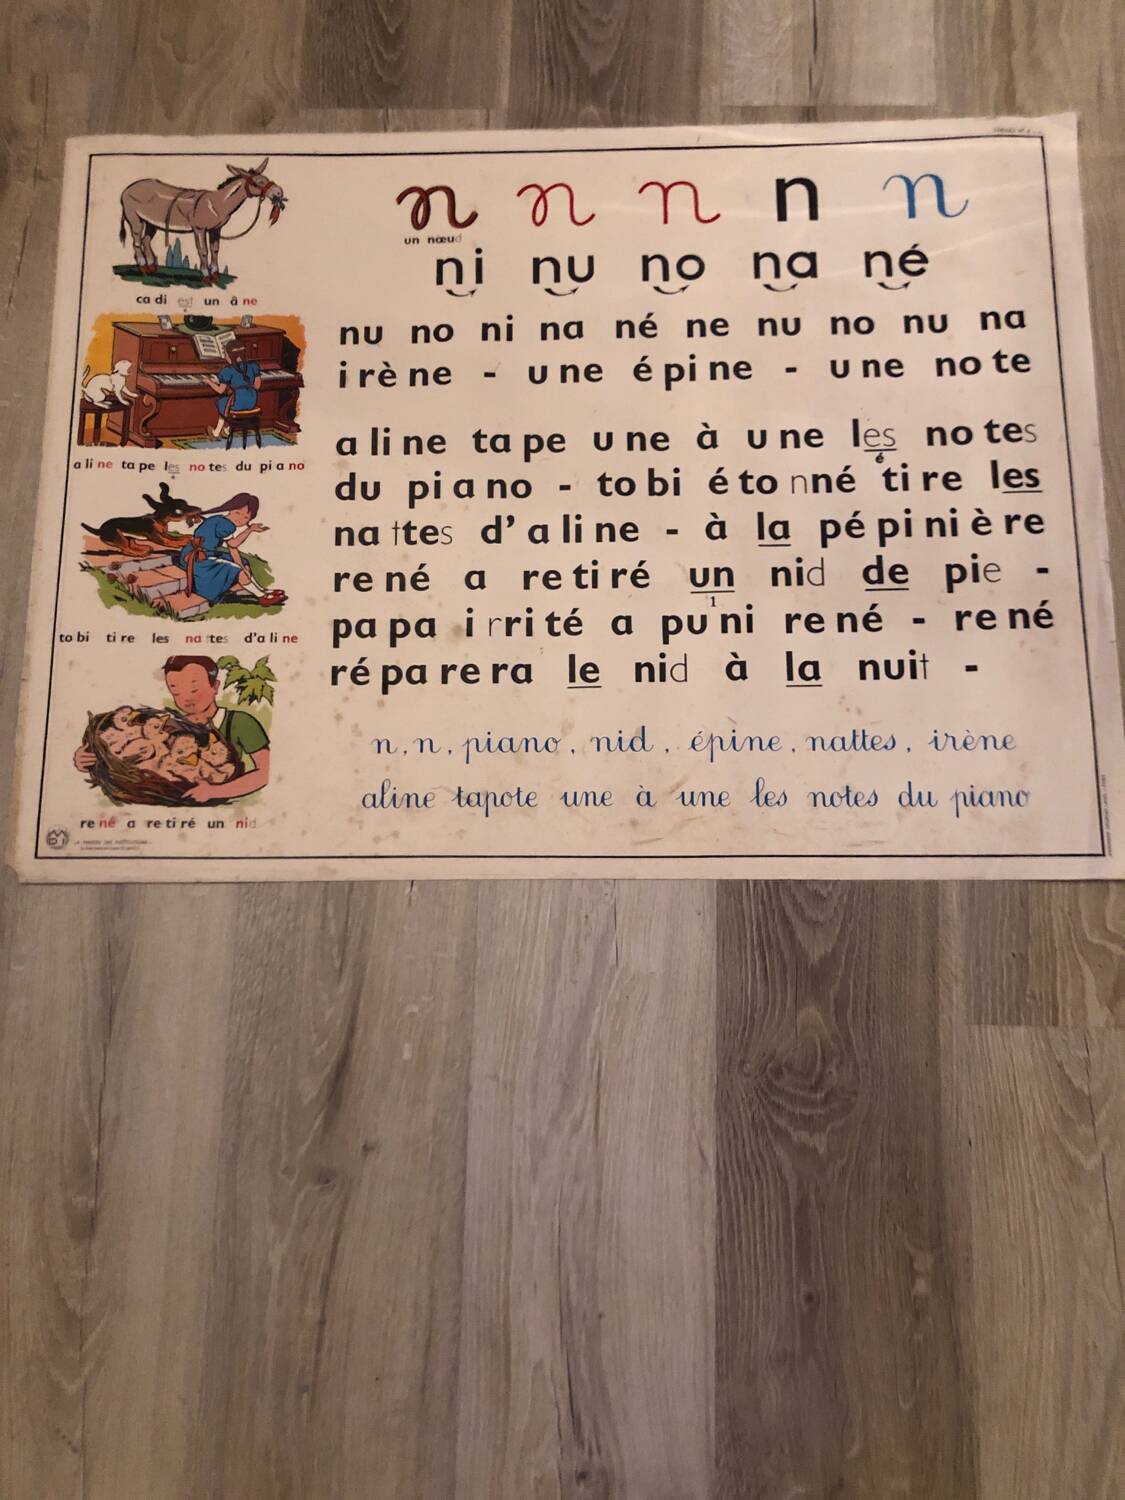 n n n n n
un nœud
ni nu no na né
cadi est un âne
nu no ni na né ne nu no nu na
irène - une épine - une note
aline tape les notes du piano
aline tape une à une les notes
é
du piano - tobi étonné tire les
nattes d'aline - à la pépinière
rené a retiré un nid de pie -
1
papa irrité a puni rené - rené
réparera le nid à la nuit -
tobi tire les nattes d'aline
rené a retiré un nid
n, n, piano, nid, épine, nattes, irène
aline tapote une à une les notes du piano